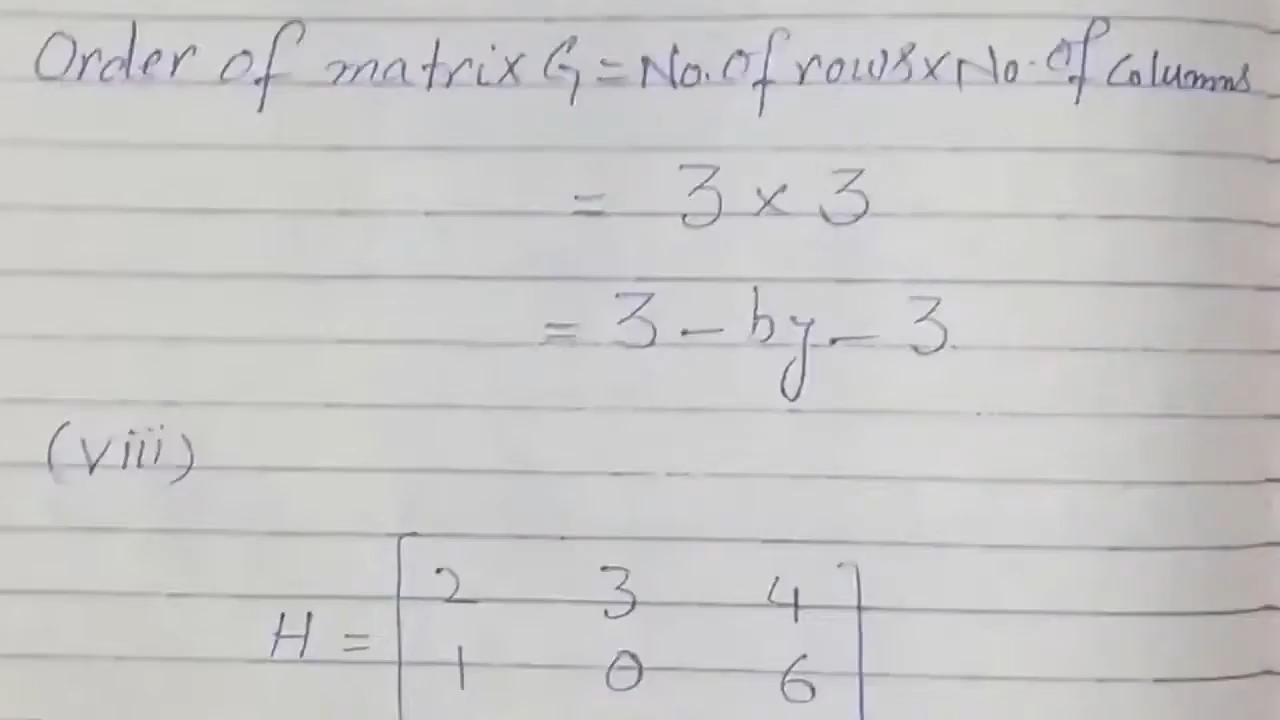 Order of matrix G = No. of rows x No. of Columns
= 3 x 3
= 3 - by - 3
(viii)
H = [ 2 3 4
1 0 6